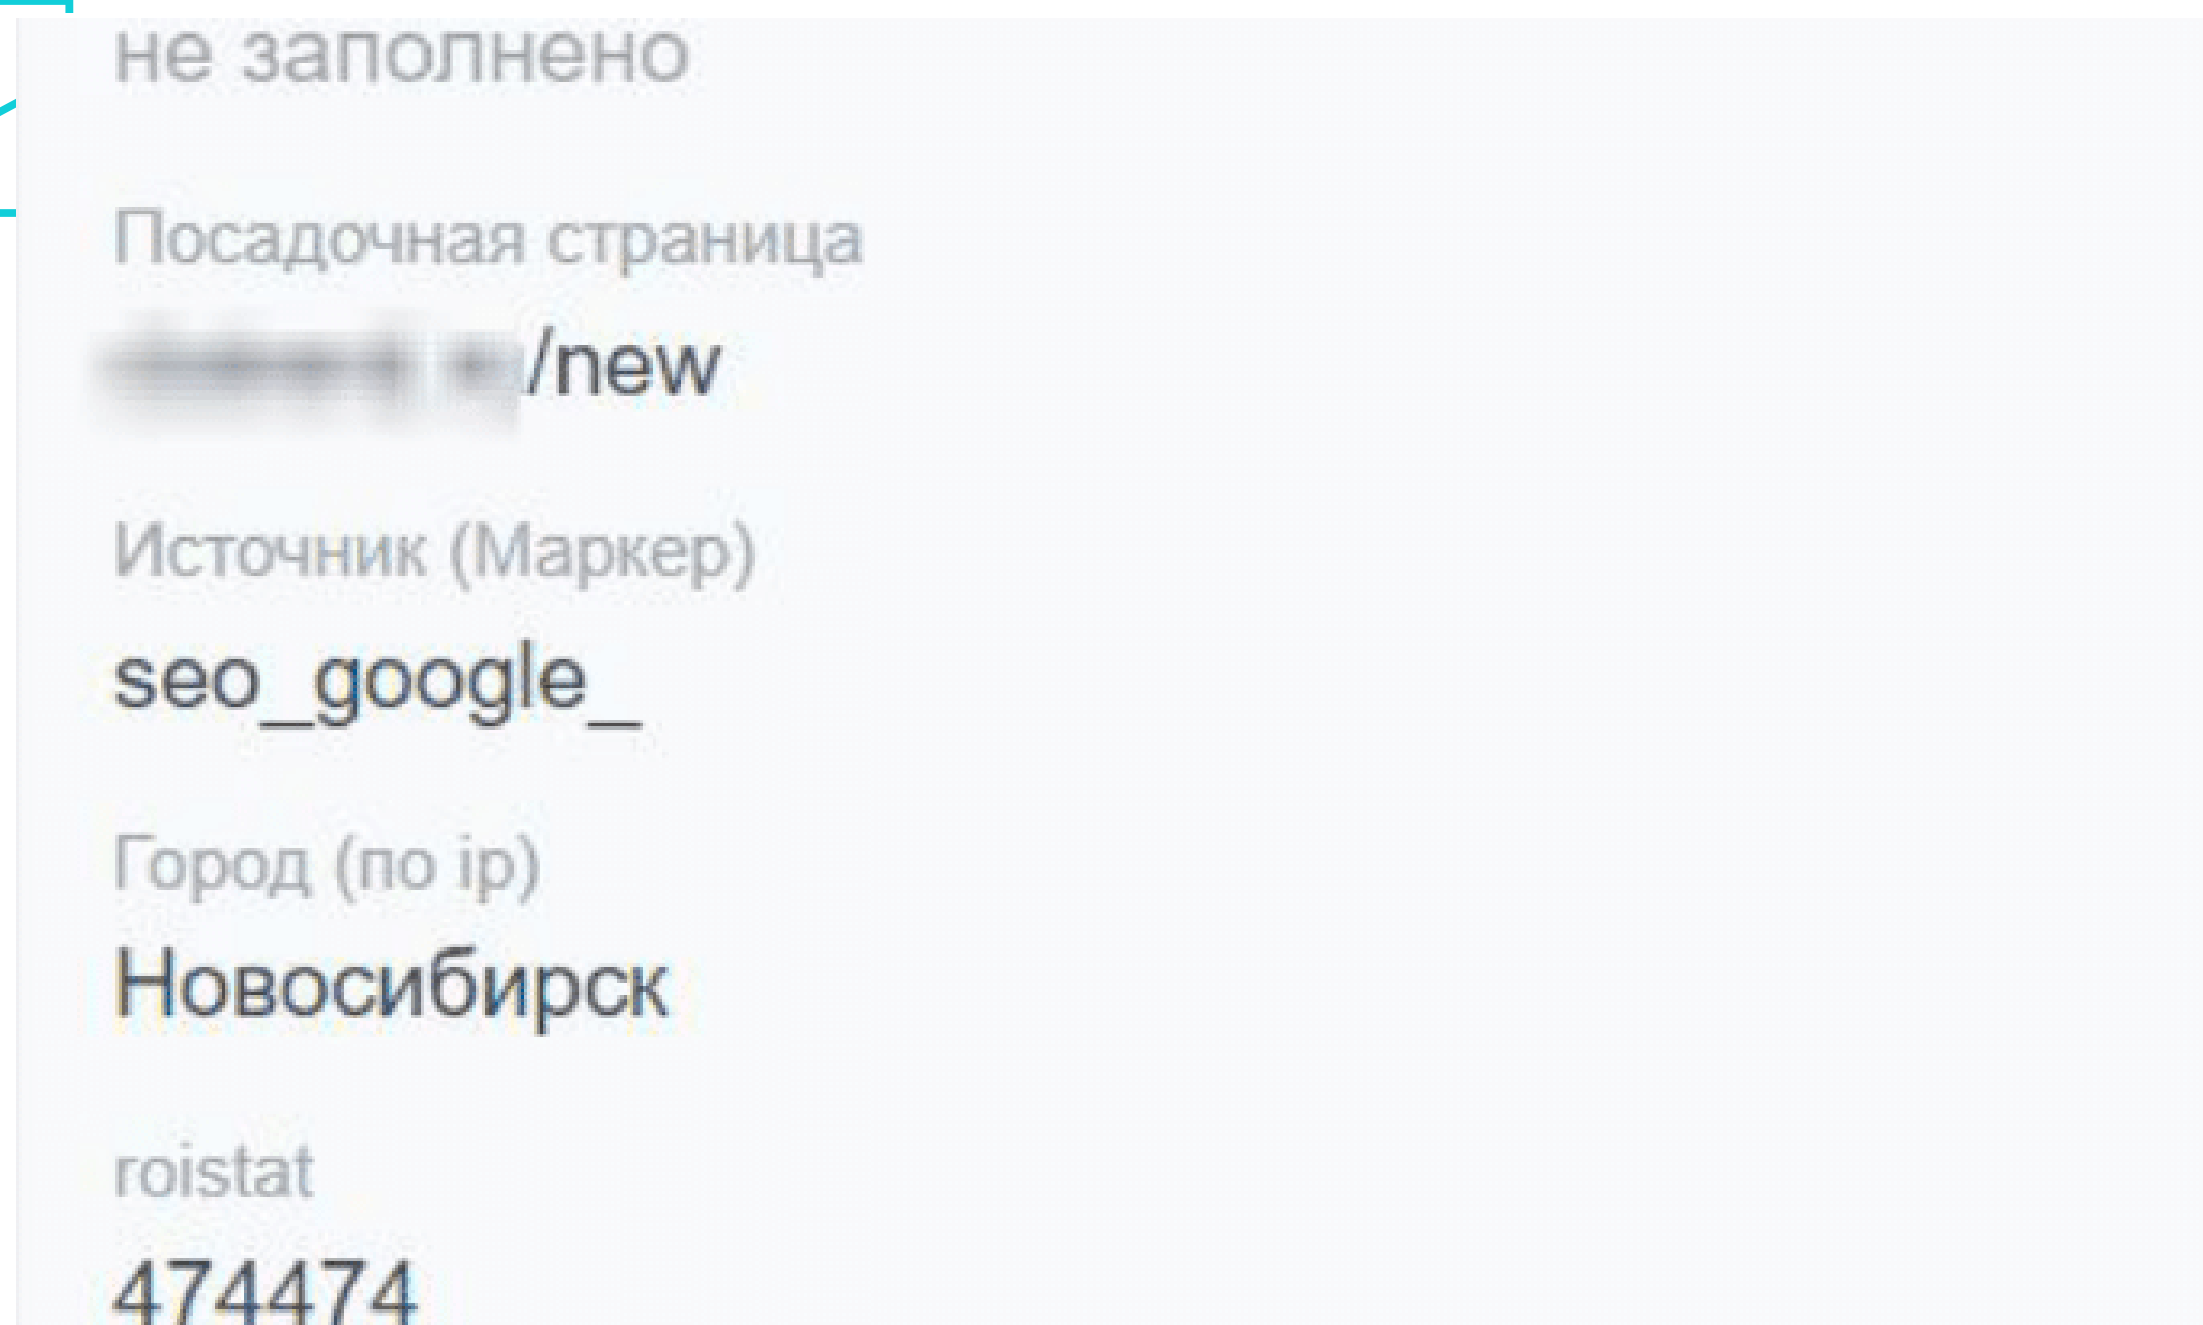 не заполнено
Посадочная страница
/new
Источник (Маркер)
seo_google_
Город (по ip)
Новосибирск
roistat
474474